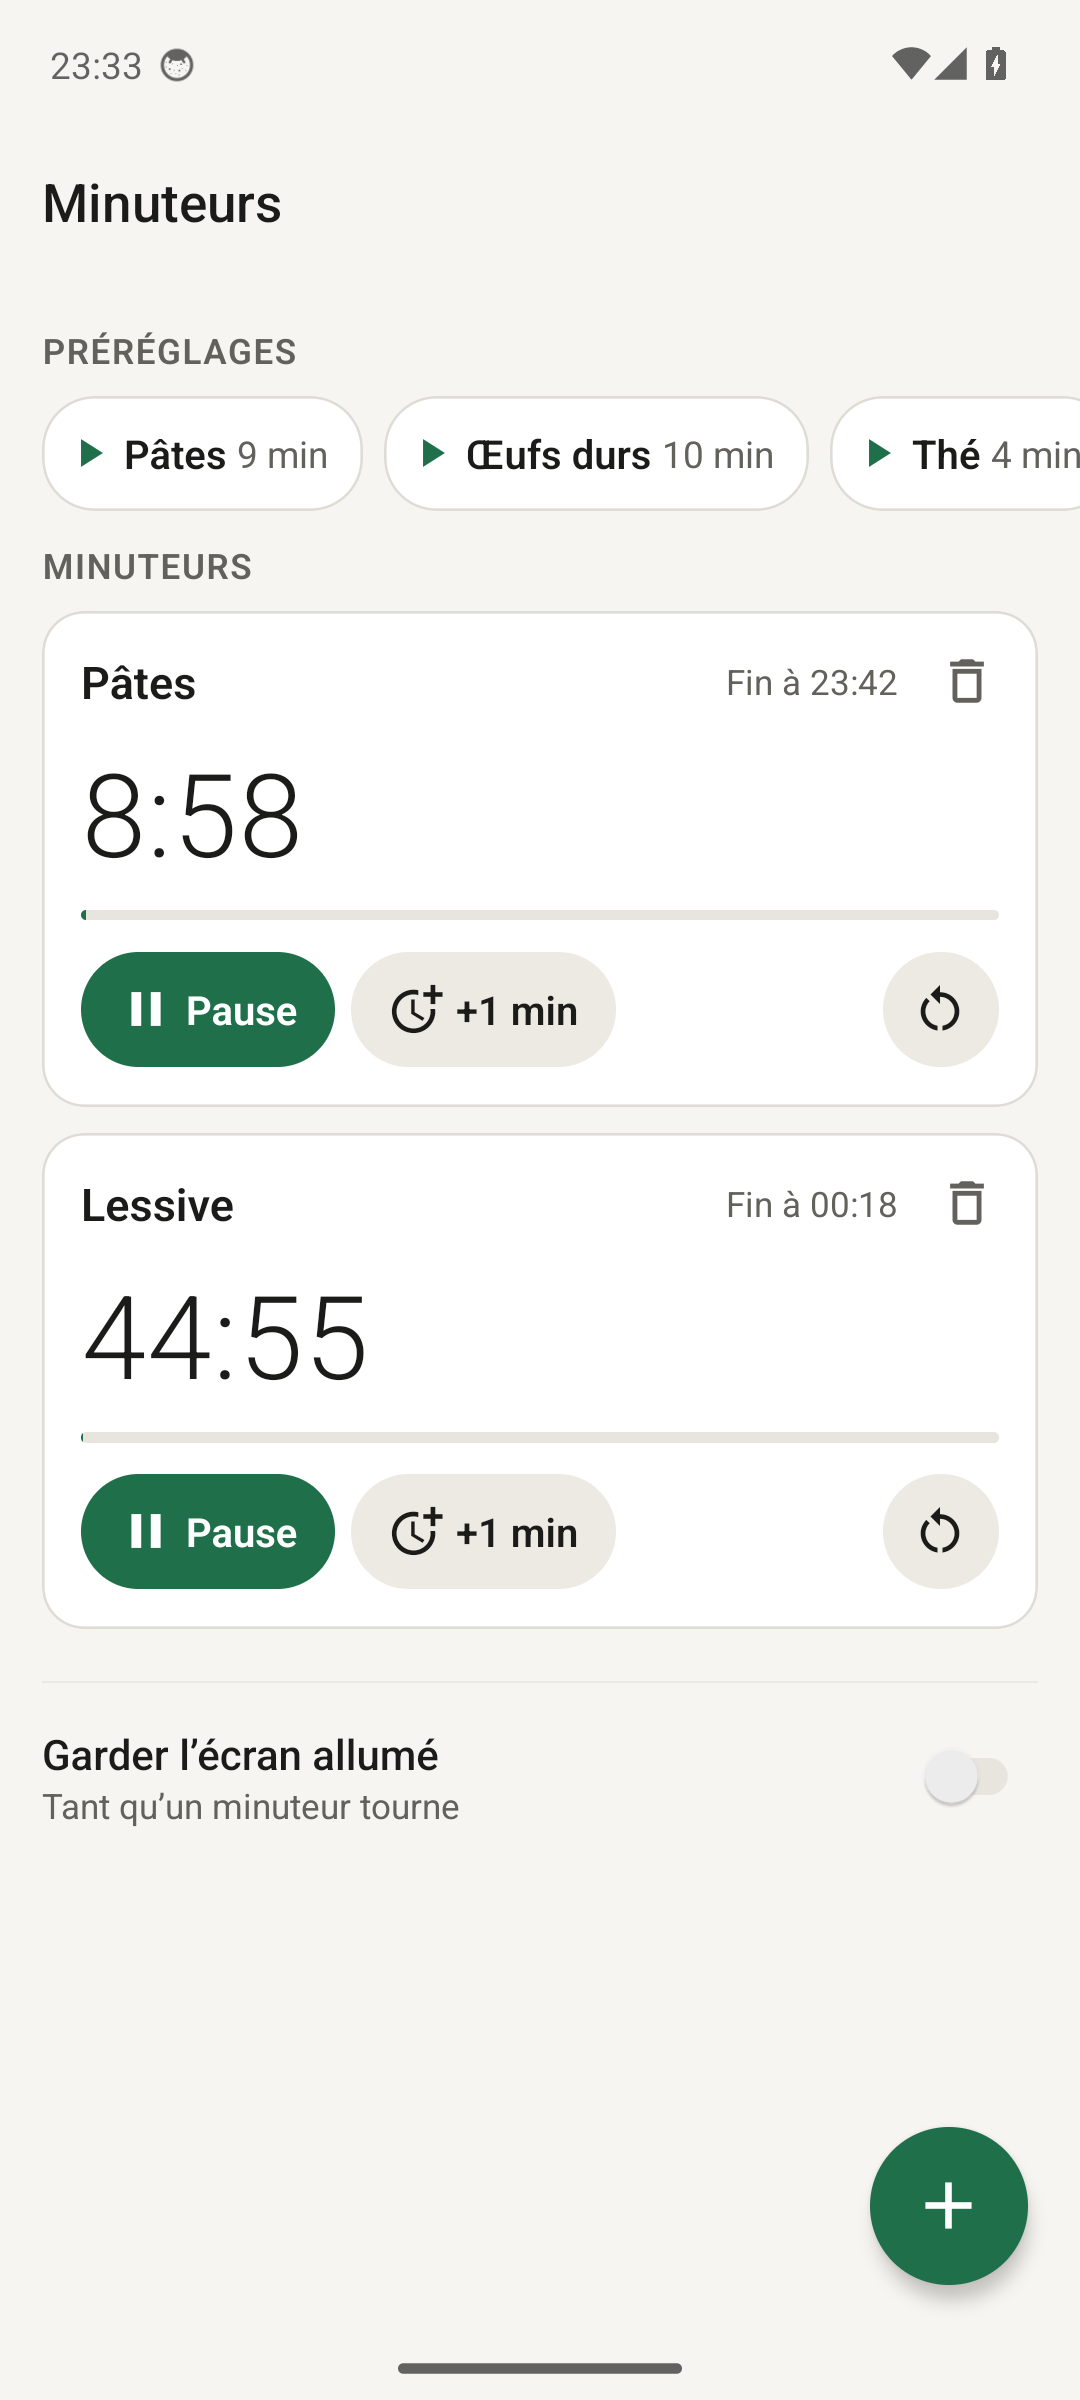 23:33
Minuteurs
PRÉRÉGLAGES
Pâtes 9 min
Œufs durs 10 min
Thé 4 min
MINUTEURS
Pâtes
Fin à 23:42
8:58
Pause
+1 min
Lessive
Fin à 00:18
44:55
Pause
+1 min
Garder l’écran allumé
Tant qu’un minuteur tourne